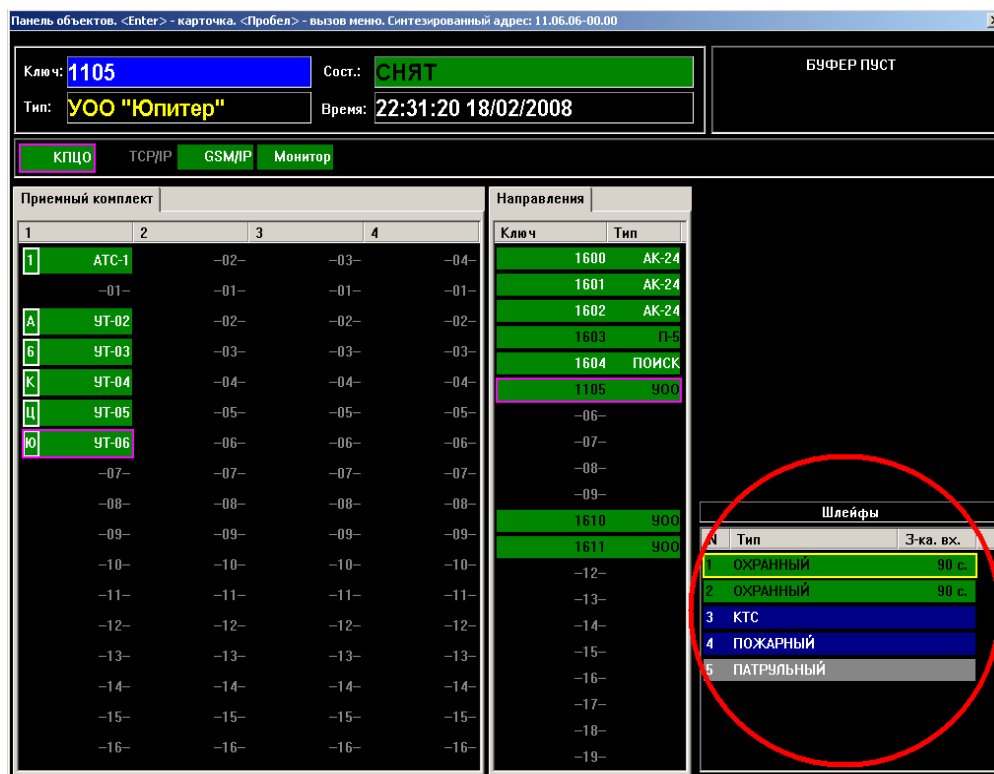 Панель объектов. <Enter> - карточка. <Пробел> - вызов меню. Синтезированный адрес: 11.06.06-00.00
Ключ: 1105 Сост.: СНЯТ
Тип: УОО "Юпитер" Время: 22:31:20 18/02/2008
БУФЕР ПУСТ
КПЦО TCP/IP GSM/IP Монитор
Приемный комплект
1 2 3 4
1 АТС-1 –02– –03– –04–
–01– –01– –01– –01–
А УТ-02 –02– –02– –02–
Б УТ-03 –03– –03– –03–
К УТ-04 –04– –04– –04–
Ц УТ-05 –05– –05– –05–
Ю УТ-06 –06– –06– –06–
–07– –07– –07– –07–
–08– –08– –08– –08–
–09– –09– –09– –09–
–10– –10– –10– –10–
–11– –11– –11– –11–
–12– –12– –12– –12–
–13– –13– –13– –13–
–14– –14– –14– –14–
–15– –15– –15– –15–
–16– –16– –16– –16–
Направления
Ключ Тип
1600 АК-24
1601 АК-24
1602 АК-24
1603 П-5
1604 ПОИСК
1105 УОО
–06–
–07–
–08–
–09–
1610 УОО
1611 УОО
–12–
–13–
–14–
–15–
–16–
–17–
–18–
–19–
Шлейфы
N Тип З-ка. вх.
1 ОХРАННЫЙ 90 с.
2 ОХРАННЫЙ 90 с.
3 КТС
4 ПОЖАРНЫЙ
5 ПАТРУЛЬНЫЙ